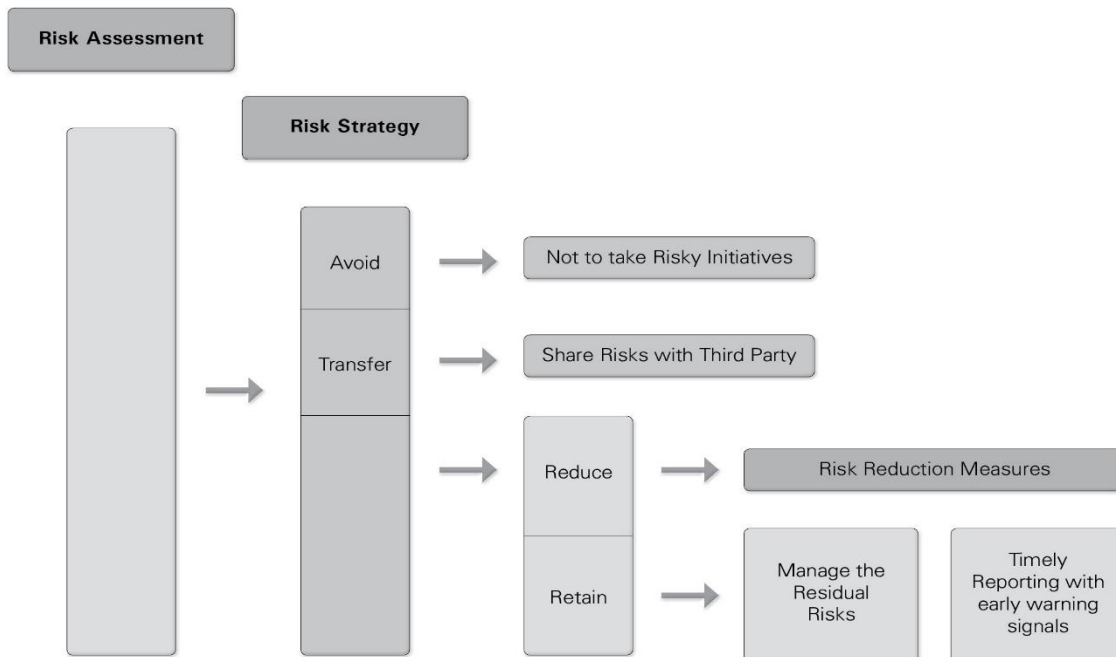 Risk Assessment
Risk Strategy
Avoid
Not to take Risky Initiatives
Transfer
Share Risks with Third Party
Reduce
Risk Reduction Measures
Retain
Manage the
Residual
Risks
Timely
Reporting with
early warning
signals